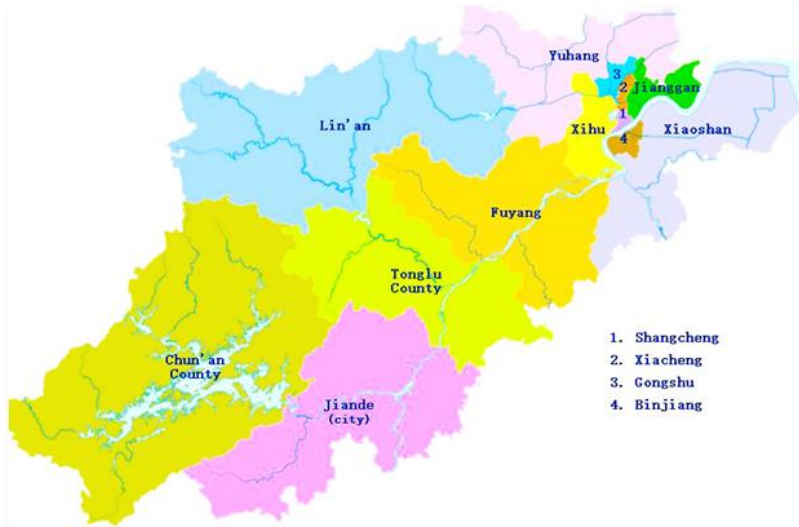 Yuhang
3
2
Jianggan
Lin'an
1
Xihu
Xiaoshan
4
Fuyang
Tonglu
County
Chun'an
County
Jiande
(city)
1. Shangcheng
2. Xiacheng
3. Gongshu
4. Binjiang